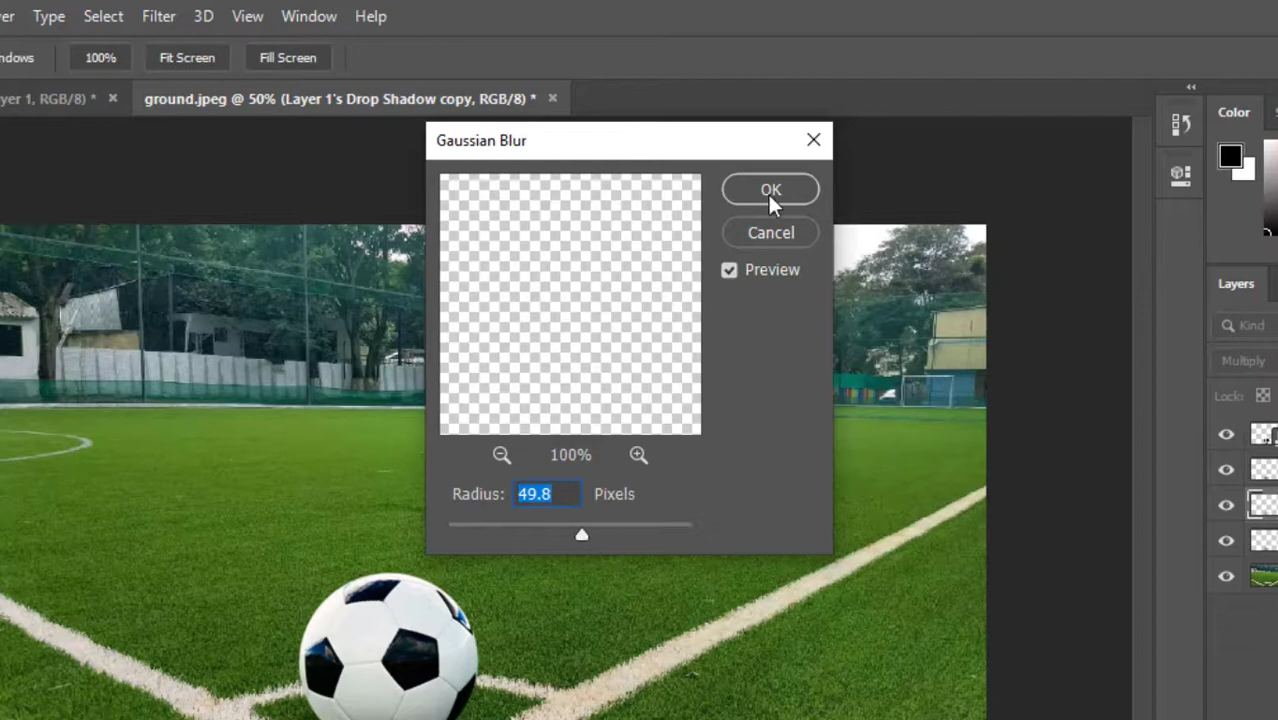 er Type Select Filter 3D View Window Help
ndows 100% Fit Screen Fill Screen
yer 1, RGB/8) * ground.jpeg @ 50% (Layer 1's Drop Shadow copy, RGB/8) *
Color
Gaussian Blur
OK
Cancel
Preview
Layers
Kind
Multiply
Lock:
100%
Radius: 49.8 Pixels